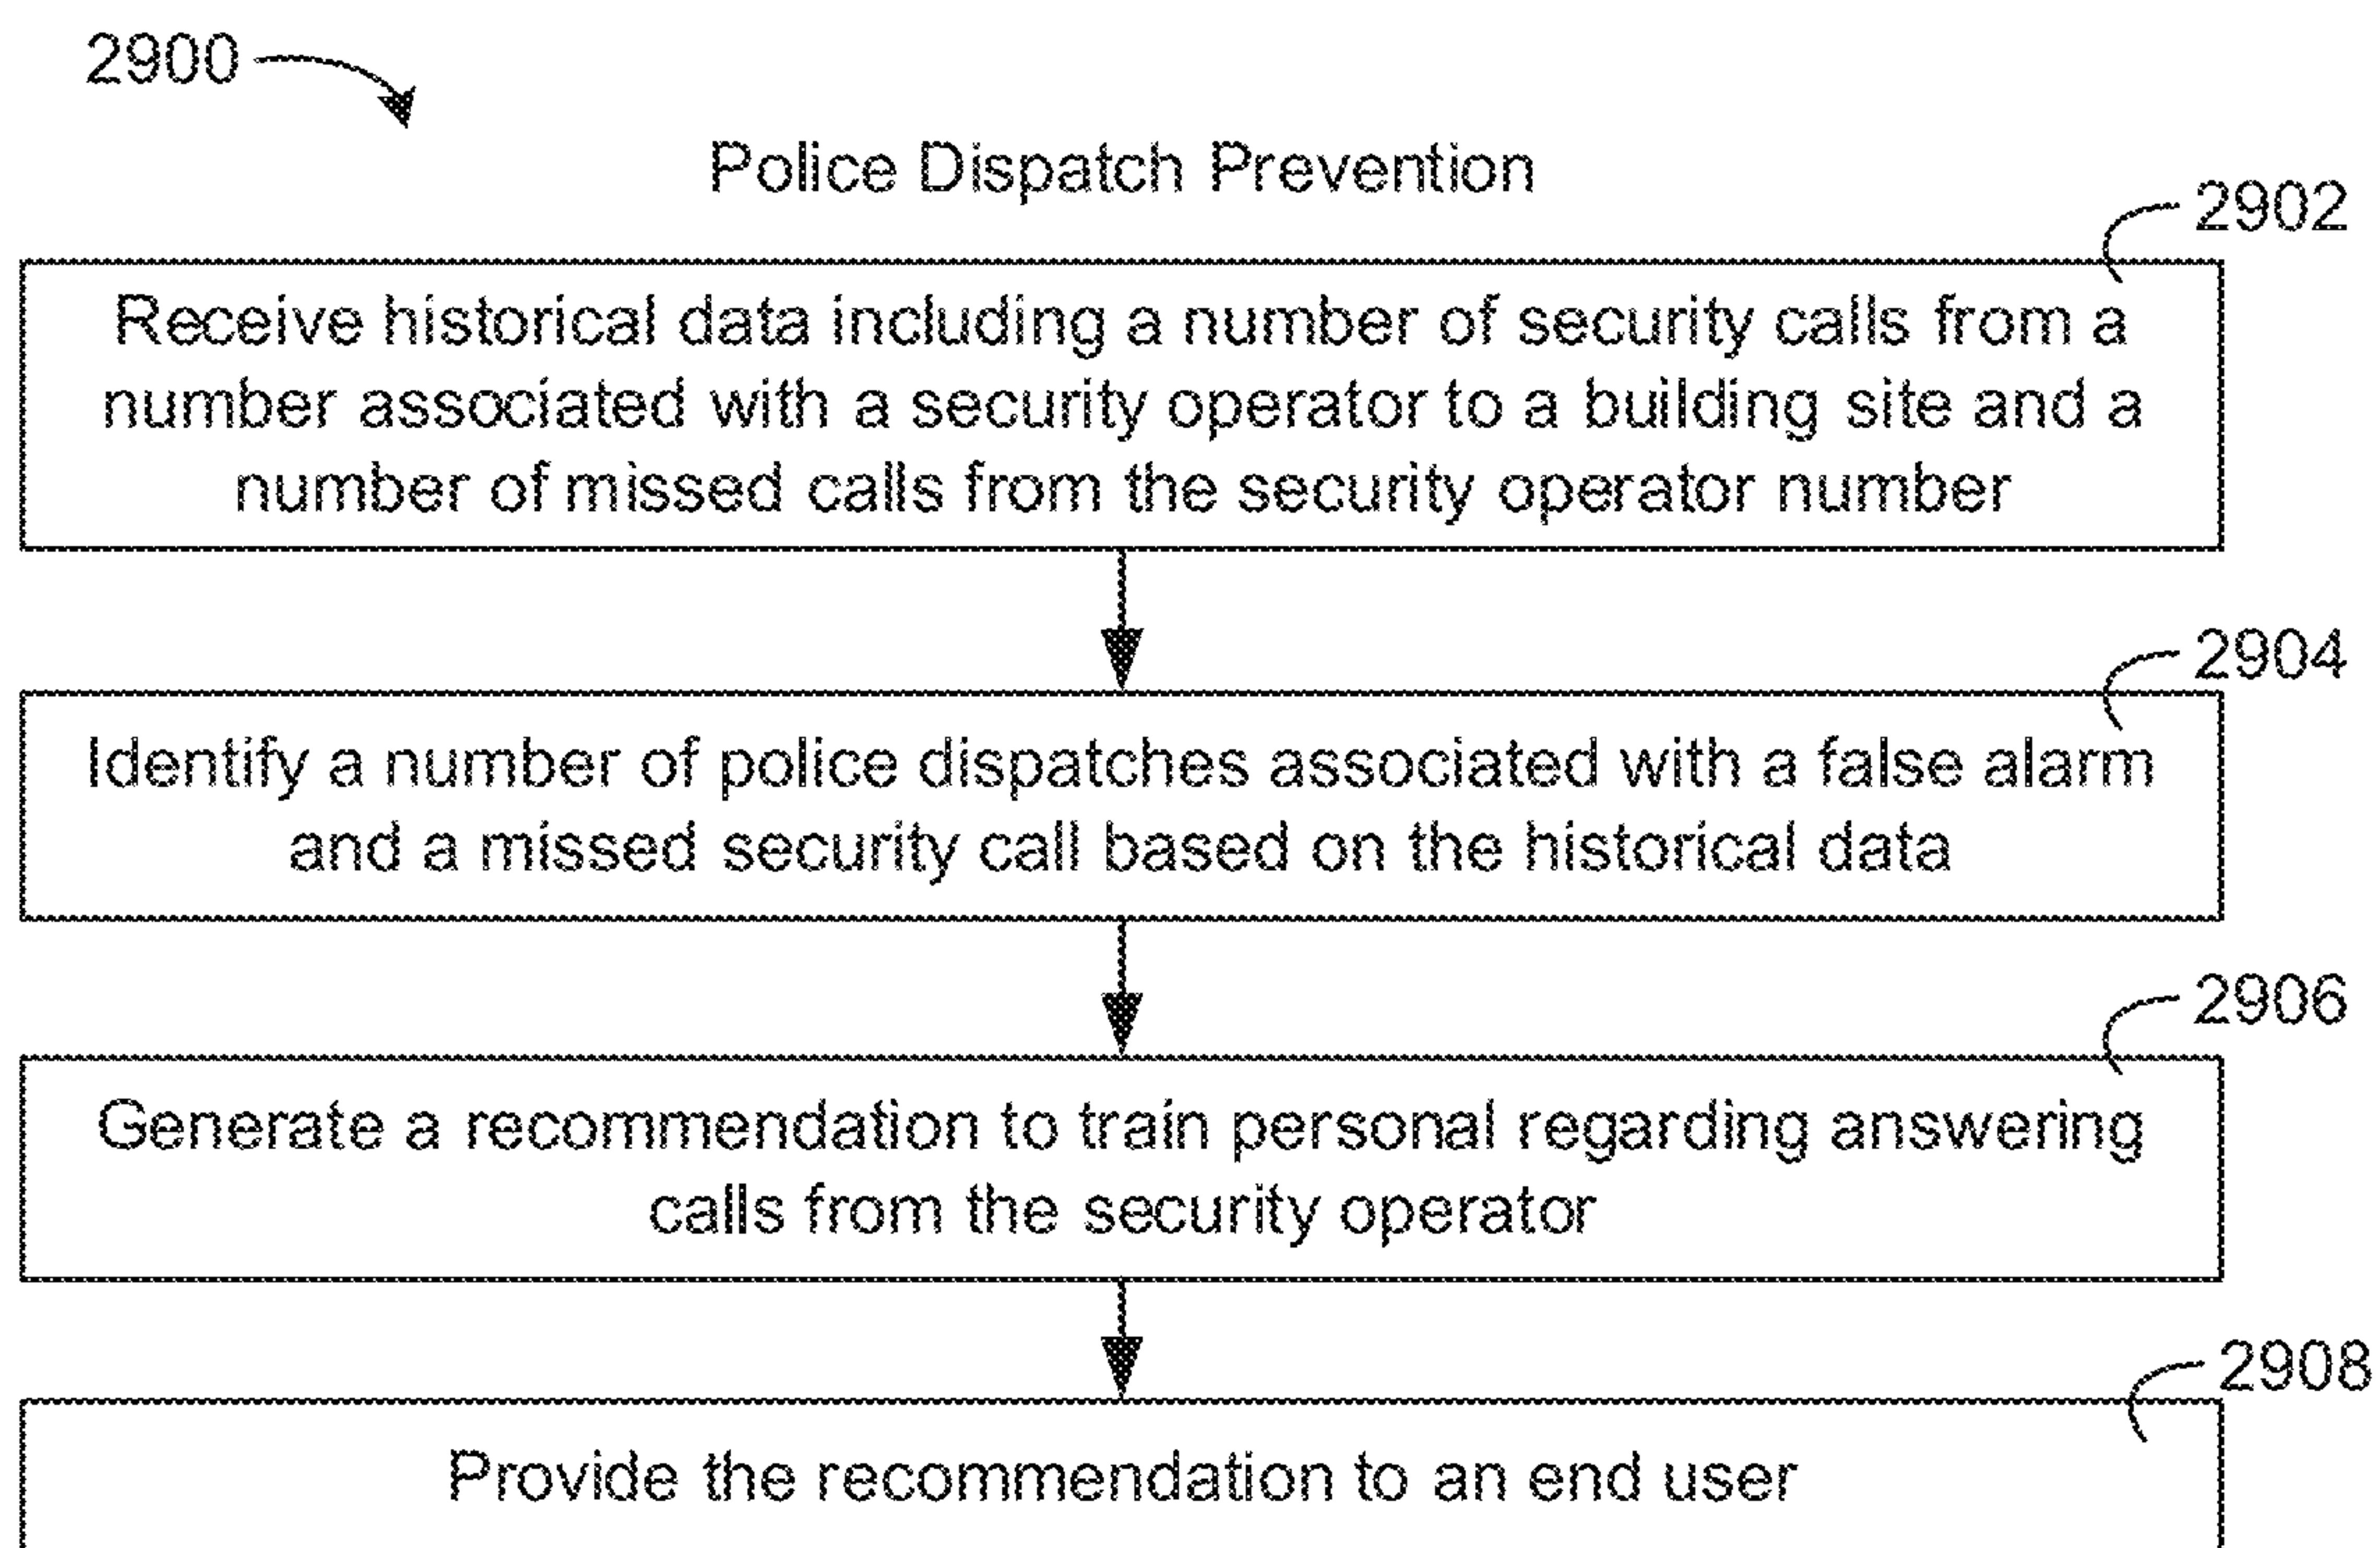 2900
Police Dispatch Prevention
2902
Receive historical data including a number of security calls from a
number associated with a security operator to a building site and a
number of missed calls from the security operator number
2904
Identify a number of police dispatches associated with a false alarm
and a missed security call based on the historical data
2906
Generate a recommendation to train personal regarding answering
calls from the security operator
2908
Provide the recommendation to an end user